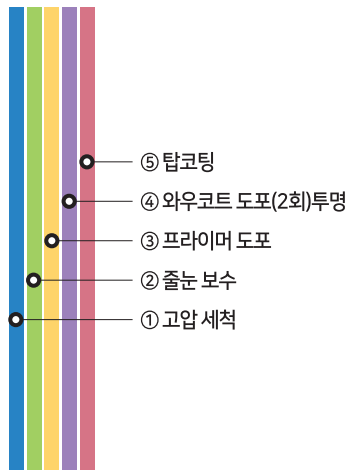 ⑤ 탑코팅
④ 와우코트 도포(2회)투명
③ 프라이머 도포
② 줄눈 보수
① 고압 세척